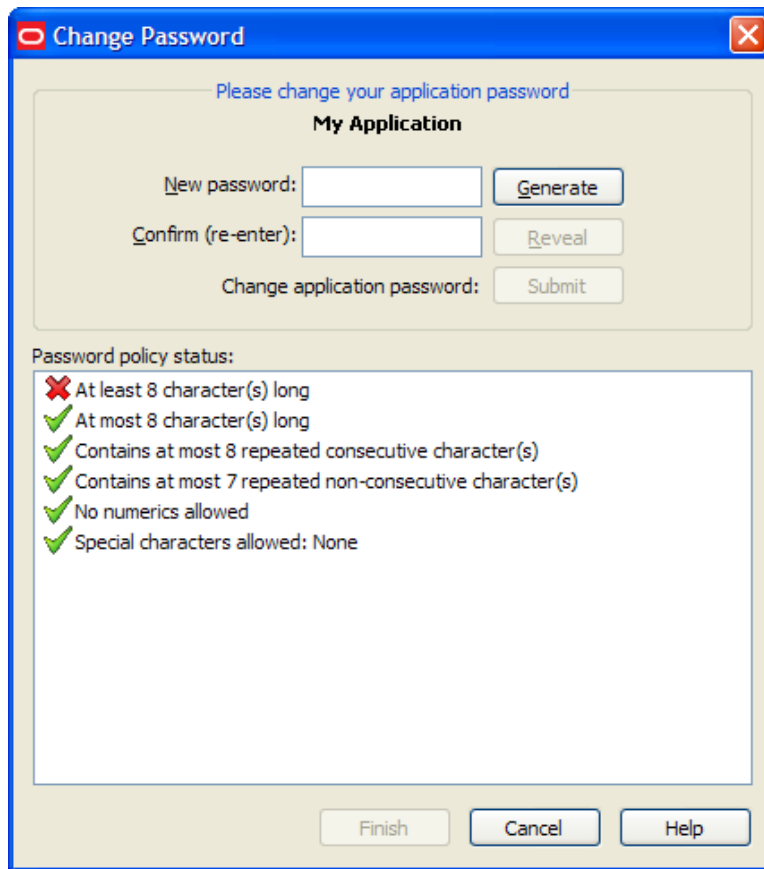 Change Password
Please change your application password
My Application
New password:
Generate
Confirm (re-enter):
Reveal
Change application password:
Submit
Password policy status:
At least 8 character(s) long
At most 8 character(s) long
Contains at most 8 repeated consecutive character(s)
Contains at most 7 repeated non-consecutive character(s)
No numerics allowed
Special characters allowed: None
Finish
Cancel
Help